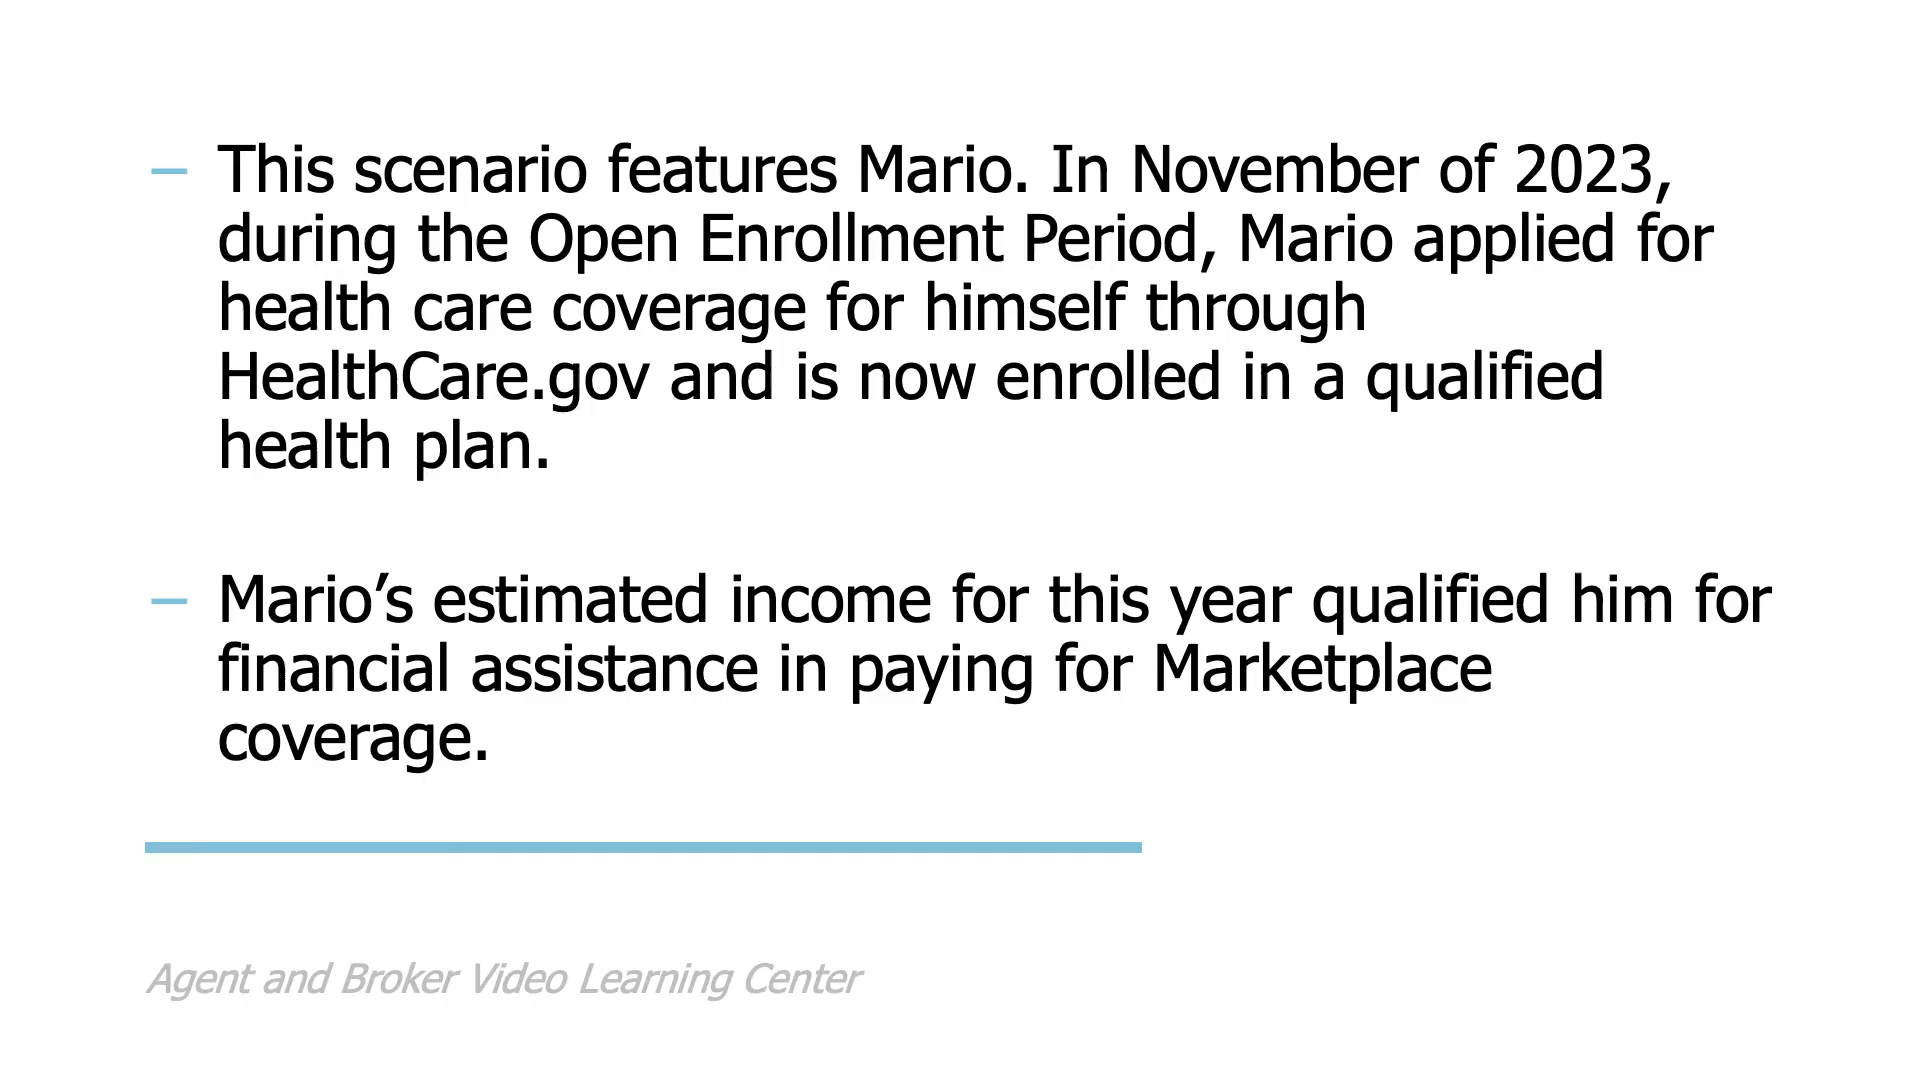 – This scenario features Mario. In November of 2023,
during the Open Enrollment Period, Mario applied for
health care coverage for himself through
HealthCare.gov and is now enrolled in a qualified
health plan.
– Mario’s estimated income for this year qualified him for
financial assistance in paying for Marketplace
coverage.
Agent and Broker Video Learning Center